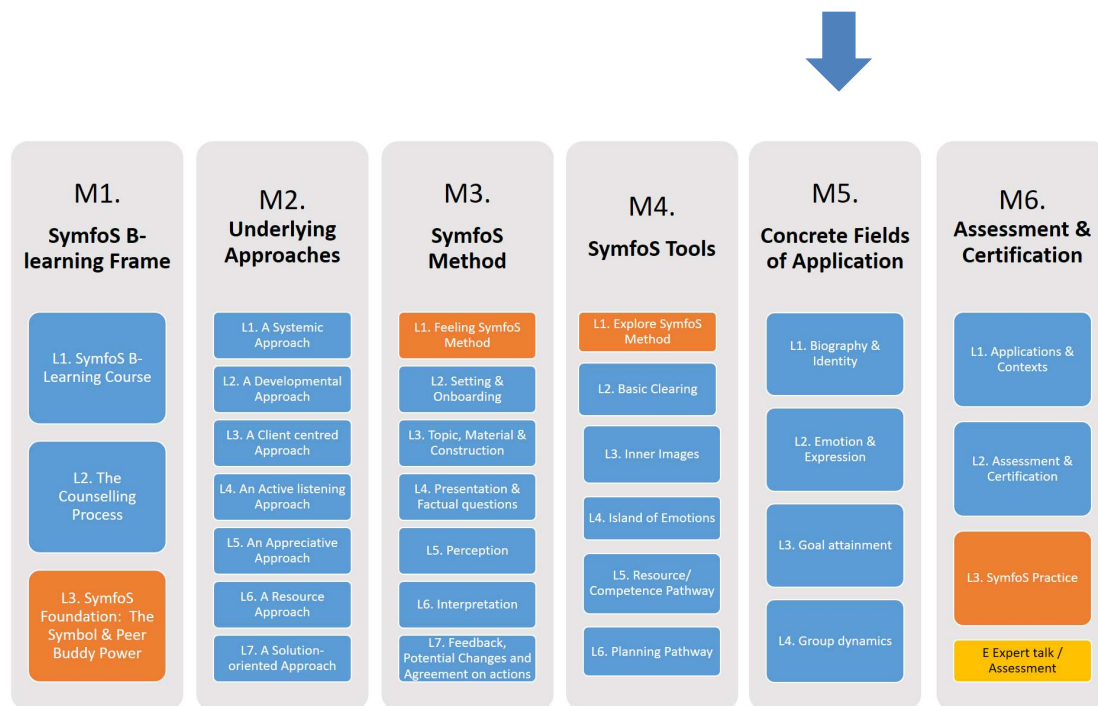 M1.
SymfoS B-
learning Frame
L1. SymfoS B-
Learning Course
L2. The
Counselling
Process
L3. SymfoS
Foundation: The
Symbol & Peer
Buddy Power
M2.
Underlying
Approaches
L1. A Systemic
Approach
L2. A Developmental
Approach
L3. A Client centred
Approach
L4. An Active listening
Approach
L5. An Appreciative
Approach
L6. A Resource
Approach
L7. A Solution-
oriented Approach
M3.
SymfoS
Method
L1. Feeling SymfoS
Method
L2. Setting &
Onboarding
L3. Topic, Material &
Construction
L4. Presentation &
Factual questions
L5. Perception
L6. Interpretation
L7. Feedback,
Potential Changes and
Agreement on actions
M4.
SymfoS Tools
L1. Explore SymfoS
Method
L2. Basic Clearing
L3. Inner Images
L4. Island of Emotions
L5. Resource/
Competence Pathway
L6. Planning Pathway
M5.
Concrete Fields
of Application
L1. Biography &
Identity
L2. Emotion &
Expression
L3. Goal attainment
L4. Group dynamics
M6.
Assessment &
Certification
L1. Applications &
Contexts
L2. Assessment &
Certification
L3. SymfoS Practice
E Expert talk /
Assessment